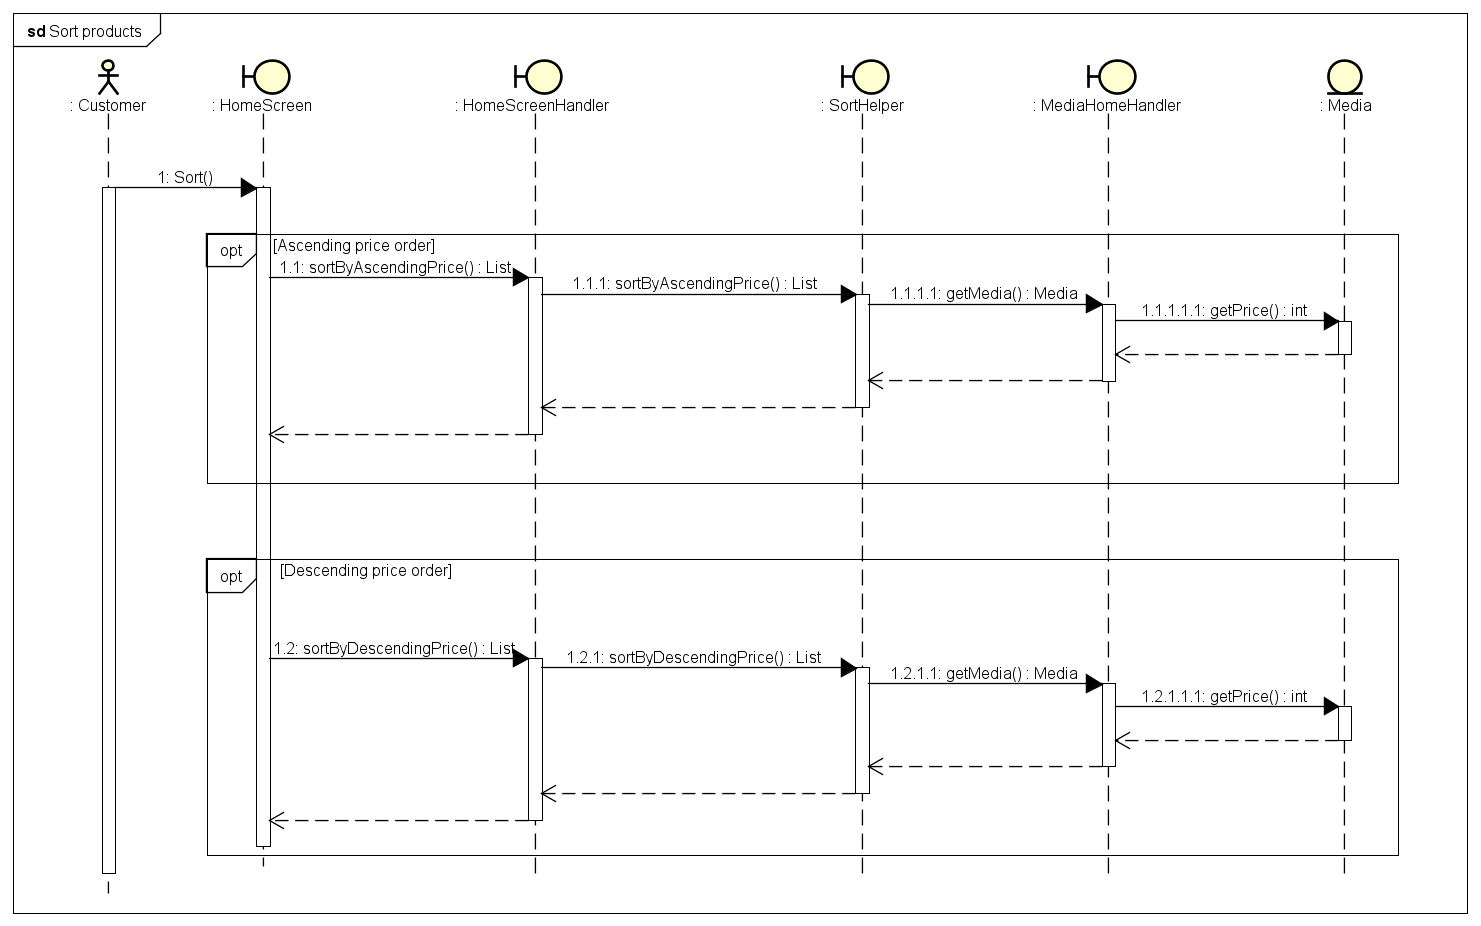 sd Sort products
: Customer
: HomeScreen
: HomeScreenHandler
: SortHelper
: MediaHomeHandler
: Media
1: Sort()
opt
[Ascending price order]
1.1: sortByAscendingPrice() : List
1.1.1: sortByAscendingPrice() : List
1.1.1.1: getMedia() : Media
1.1.1.1.1: getPrice() : int
opt
[Descending price order]
1.2: sortByDescendingPrice() : List
1.2.1: sortByDescendingPrice() : List
1.2.1.1: getMedia() : Media
1.2.1.1.1: getPrice() : int